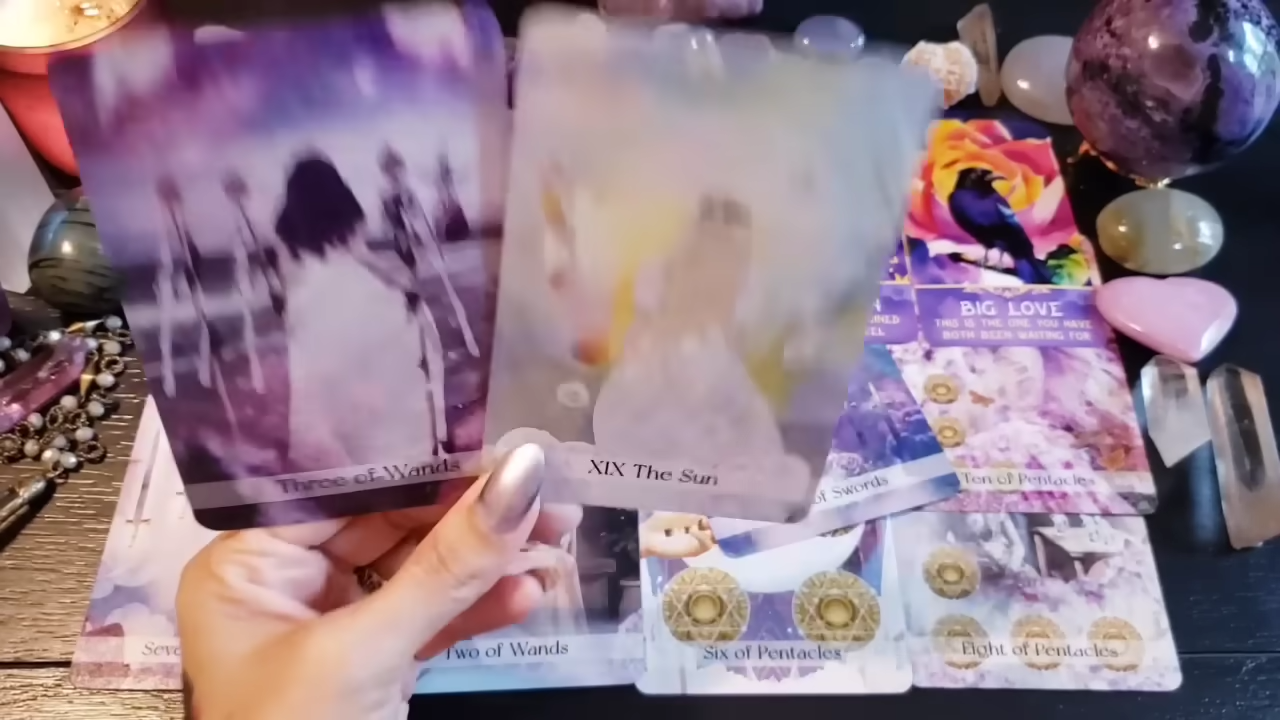 Three of Wands
XIX The Sun
BIG LOVE
THIS IS THE ONE YOU HAVE
BOTH BEEN WAITING FOR
of Swords
Ten of Pentacles
Two of Wands
Six of Pentacles
Eight of Pentacles